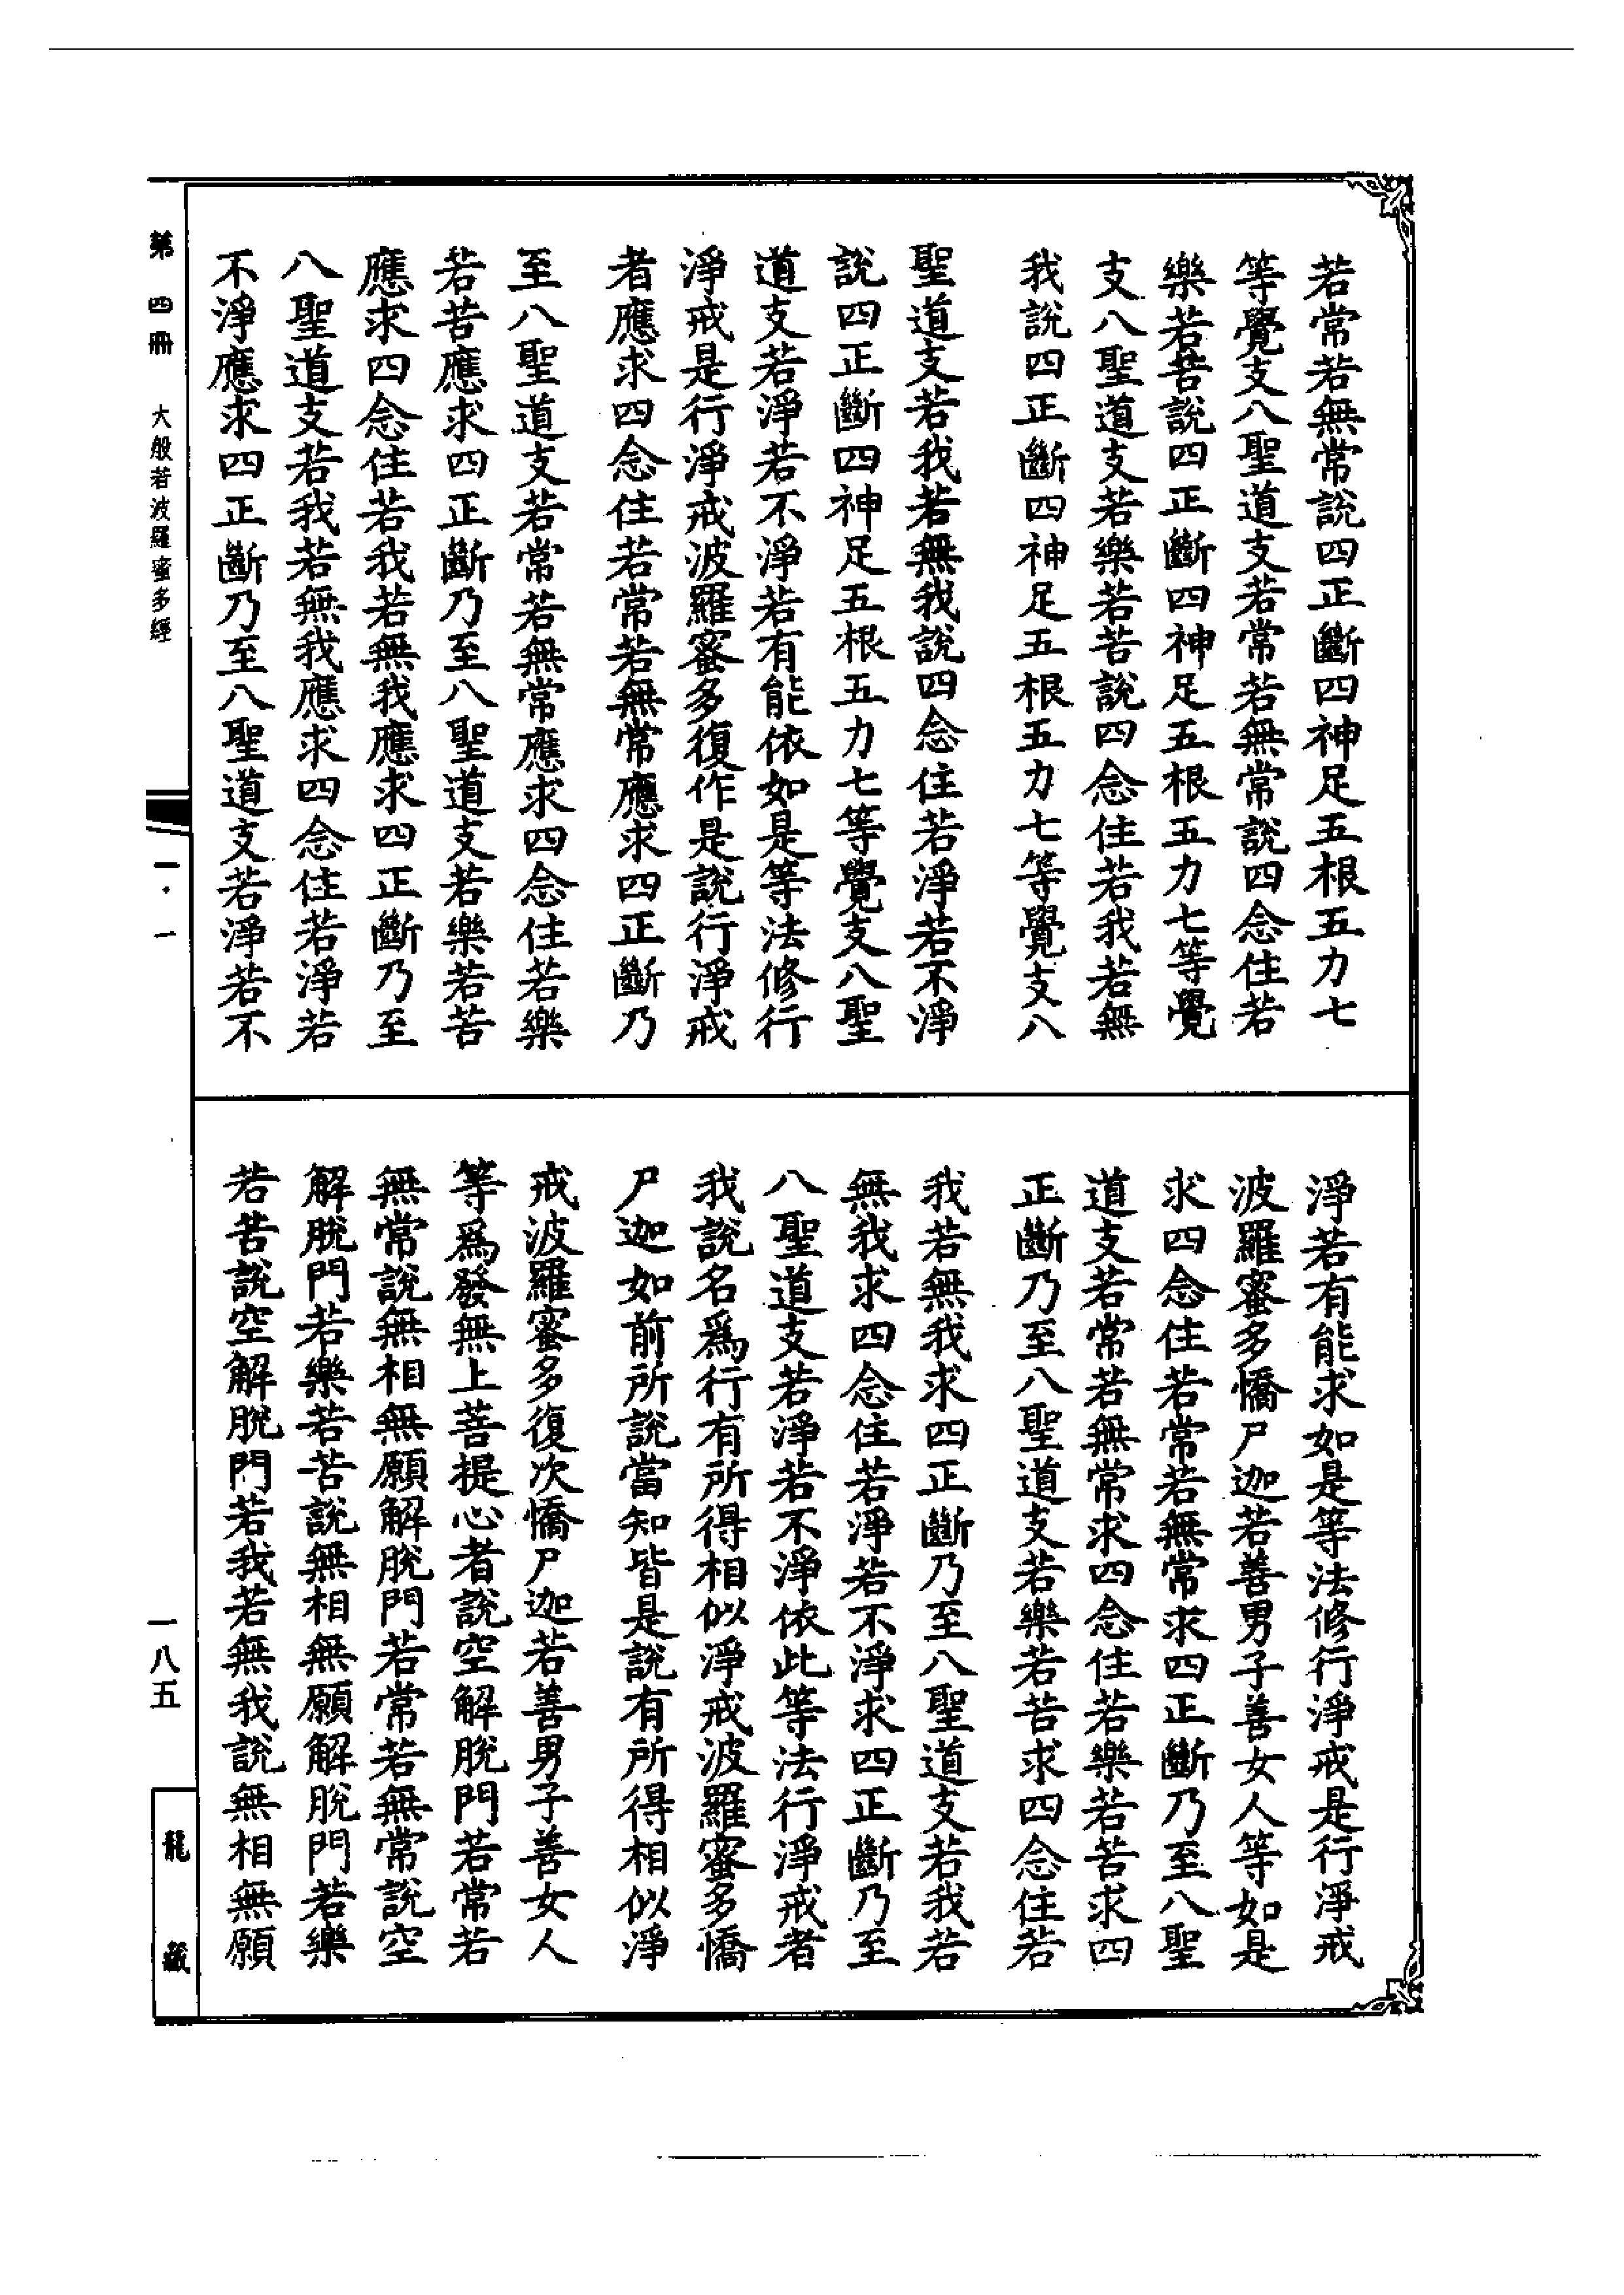 若常若無常說四正斷四神足五根五力七
等覺支八聖道支若常若無常說四念住若
樂若苦說四正斷四神足五根五力七等覺
支八聖道支若樂若苦說四念住若我若無
我說四正斷四神足五根五力七等覺支八
聖道支若我若無我說四念住若淨若不淨
說四正斷四神足五根五力七等覺支八聖
道支若淨若不淨若有能依如是等法修行
淨戒是行淨戒波羅蜜多復作是說行淨戒
者應求四念住若常若無常應求四正斷乃
至八聖道支若常若無常應求四念住若樂
若苦應求四正斷乃至八聖道支若樂若苦
應求四念住若我若無我應求四正斷乃至
八聖道支若我若無我應求四念住若淨若
不淨應求四正斷乃至八聖道支若淨若不
淨若有能求如是等法修行淨戒是行淨戒
波羅蜜多憍尸迦若善男子善女人等如是
求四念住若常若無常求四正斷乃至八聖
道支若常若無常求四念住若樂若苦求四
正斷乃至八聖道支若樂若苦求四念住若
我若無我求四正斷乃至八聖道支若我若
無我求四念住若淨若不淨求四正斷乃至
八聖道支若淨若不淨依此等法行淨戒者
我說名為行有所得相似淨戒波羅蜜多憍
尸迦如前所說當知皆是說有所得相似淨
戒波羅蜜多復次憍尸迦若善男子善女人
等為發無上菩提心者說空解脫門若常若
無常說無相無願解脫門若常若無常說空
解脫門若樂若苦說無相無願解脫門若樂
若苦說空解脫門若我若無我說無相無願
第四冊 大般若波羅蜜多經
一·一
一八五
龍藏